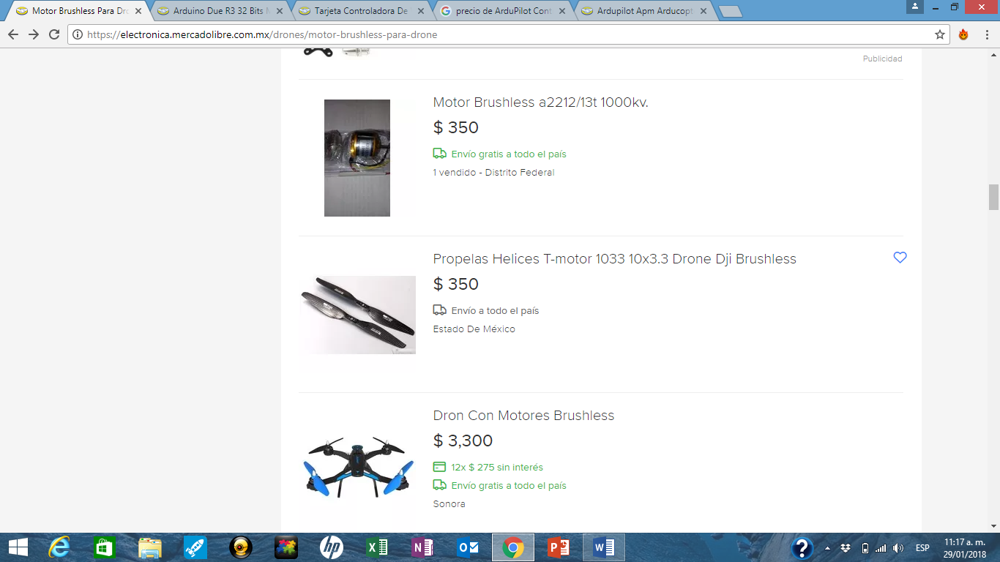 Motor Brushless Para Dro
Arduino Due R3 32 Bits M
Tarjeta Controladora De
precio de ArduPilot Cont
Ardupilot Apm Arducopt
https://electronica.mercadolibre.com.mx/drones/motor-brushless-para-drone
Publicidad
Motor Brushless a2212/13t 1000kv.
$ 350
Envío gratis a todo el país
1 vendido - Distrito Federal
Propelas Helices T-motor 1033 10x3.3 Drone Dji Brushless
$ 350
Envío a todo el país
Estado De México
Dron Con Motores Brushless
$ 3,300
12x $ 275 sin interés
Envío gratis a todo el país
Sonora
ESP
11:17 a. m.
29/01/2018